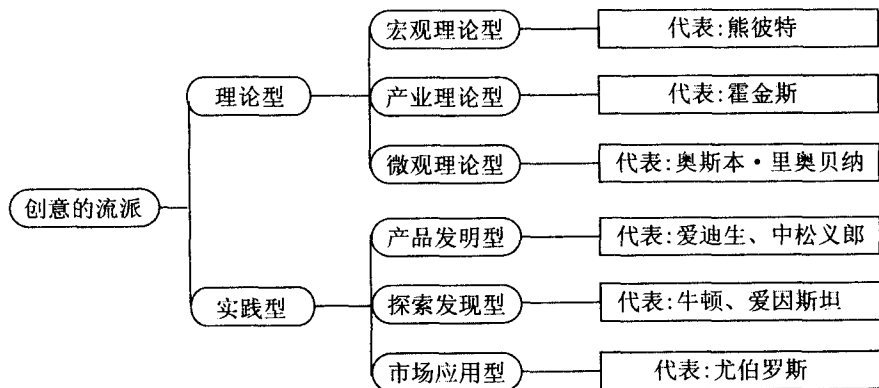 宏观理论型
代表:熊彼特
理论型
产业理论型
代表:霍金斯
微观理论型
代表:奥斯本·里奥贝纳
创意的流派
产品发明型
代表:爱迪生、中松义郎
实践型
探索发现型
代表:牛顿、爱因斯坦
市场应用型
代表:尤伯罗斯